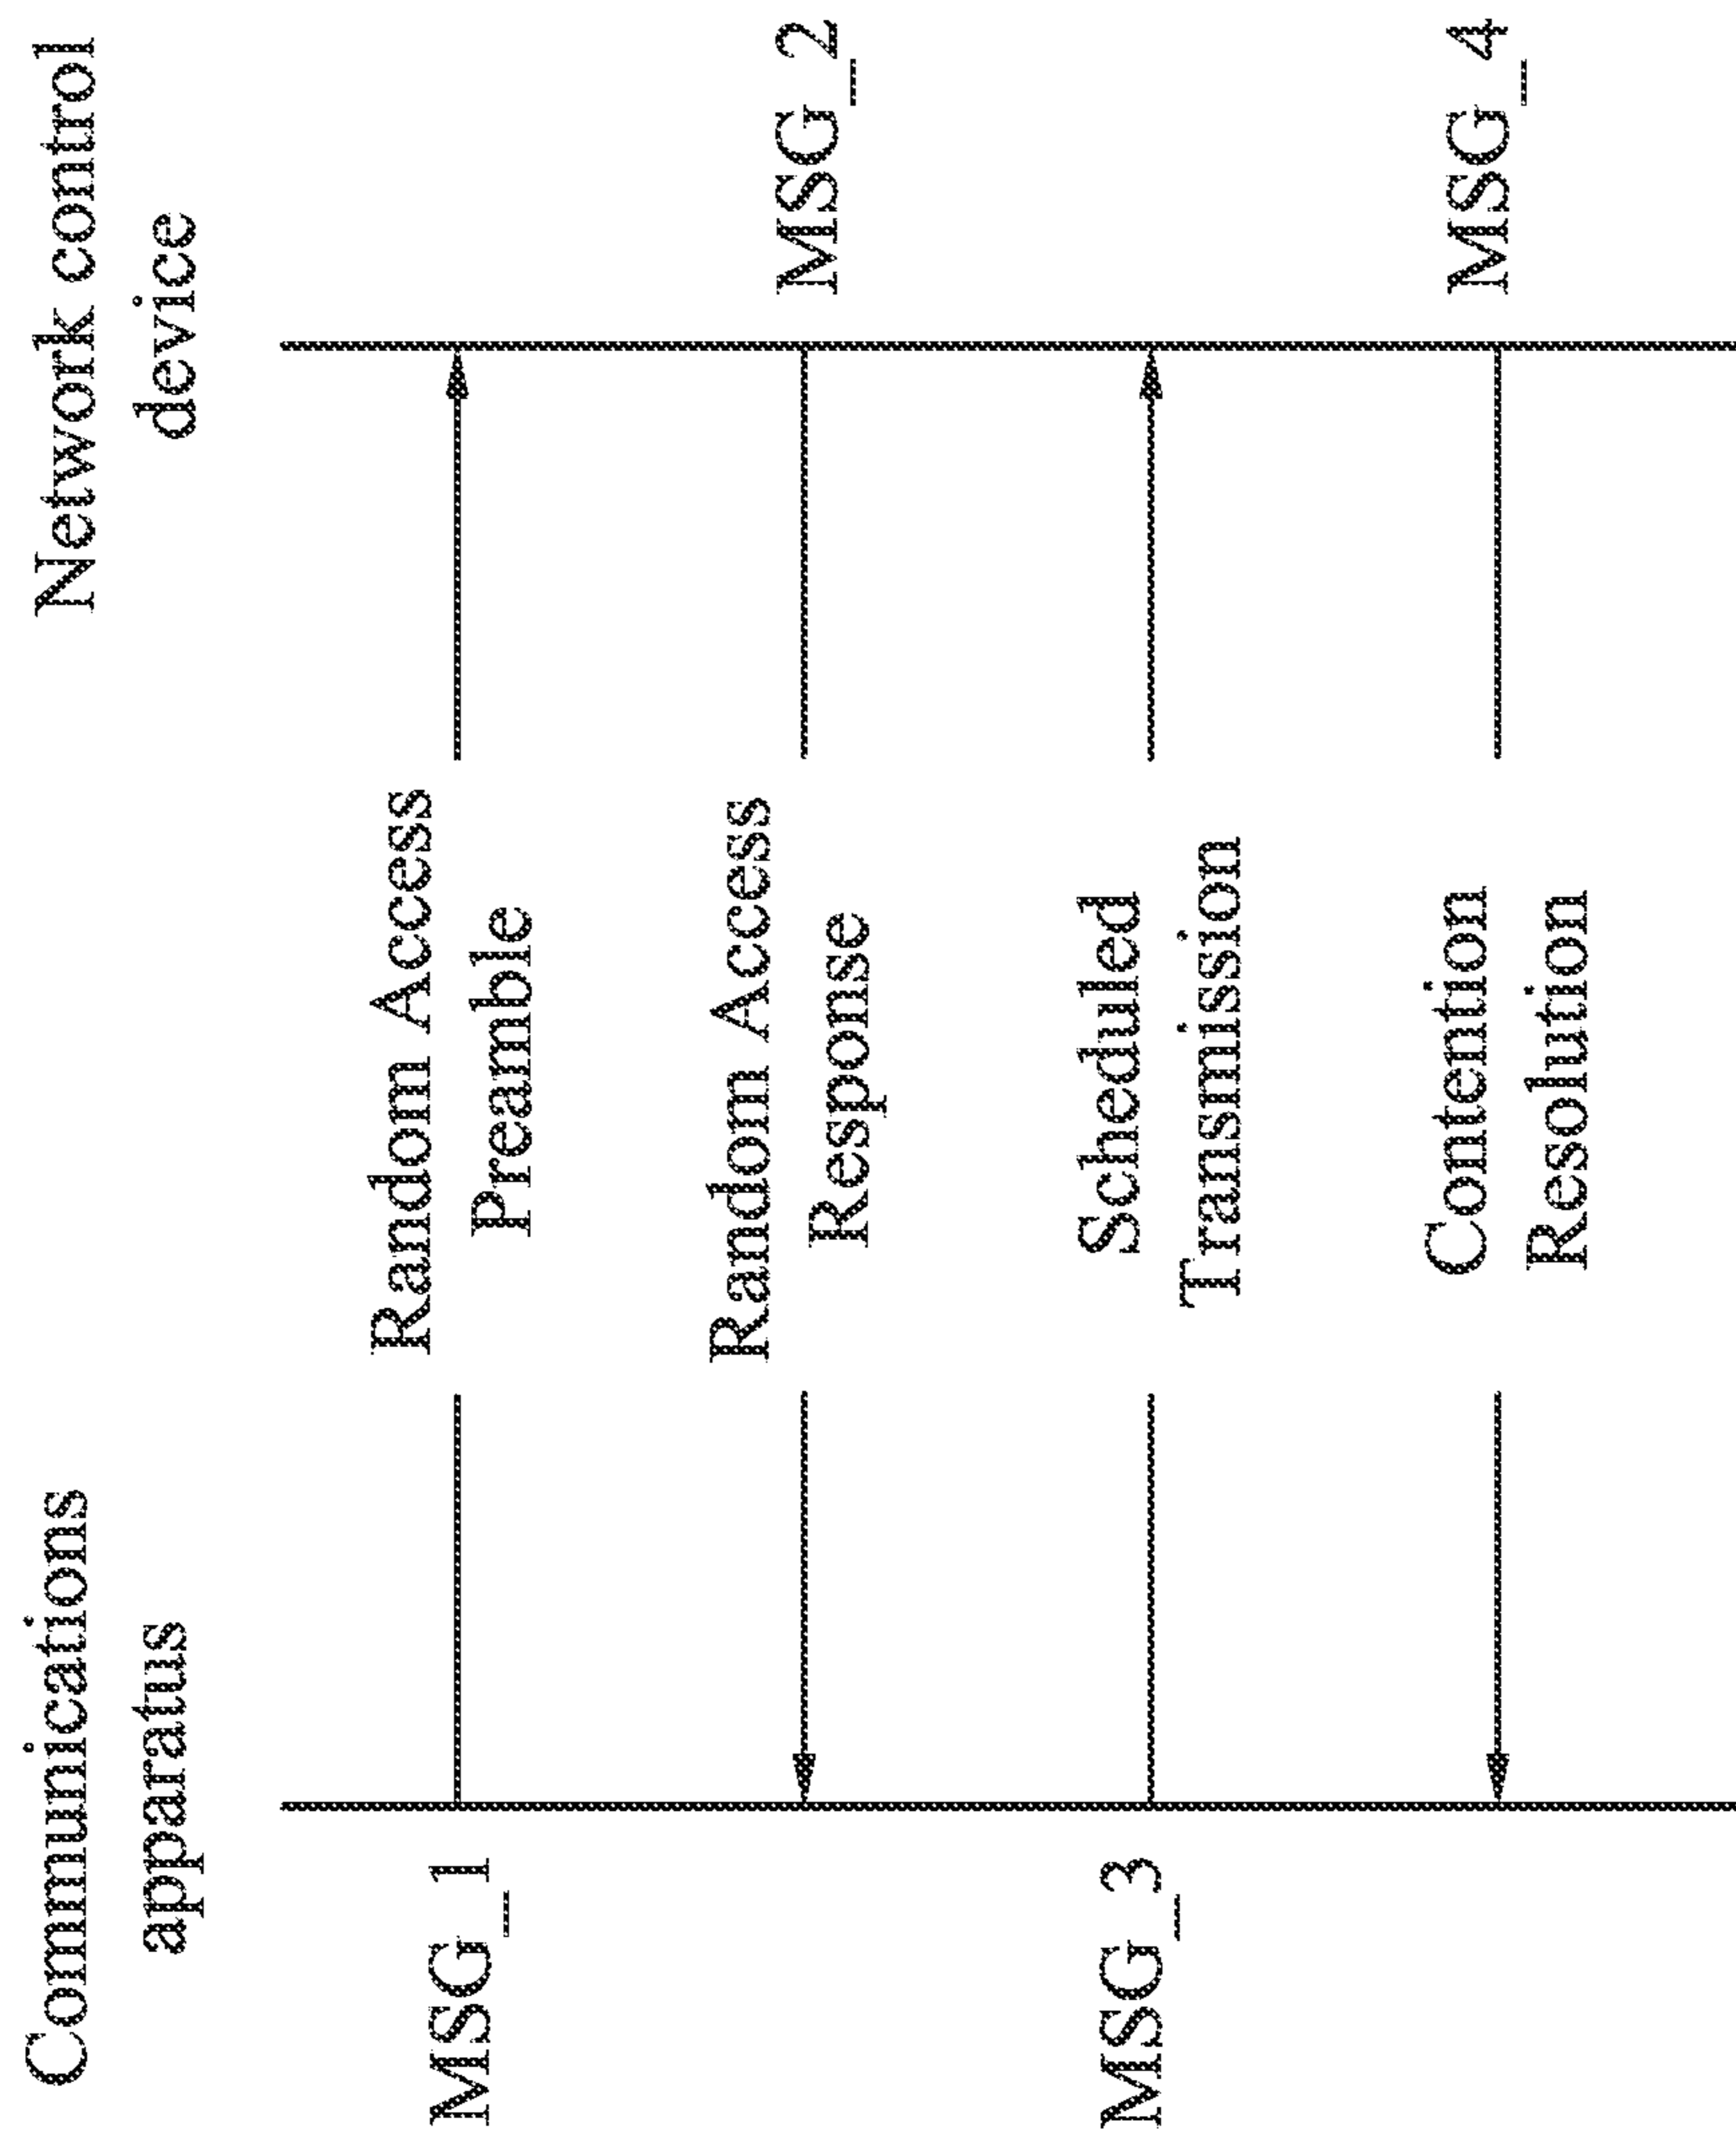 Communications
apparatus
Network control
device
MSG_1
Random Access
Preamble
Random Access
Response
MSG_2
MSG_3
Scheduled
Transmission
Contention
Resolution
MSG_4